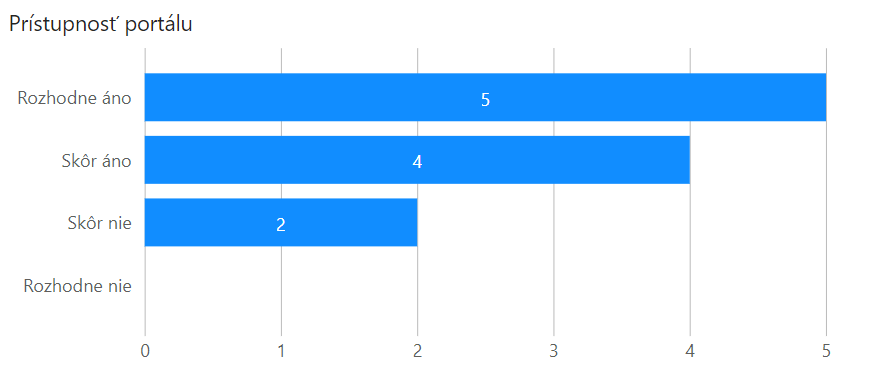 Prístupnosť portálu
Rozhodne áno
5
Skôr áno
4
Skôr nie
2
Rozhodne nie
0 1 2 3 4 5